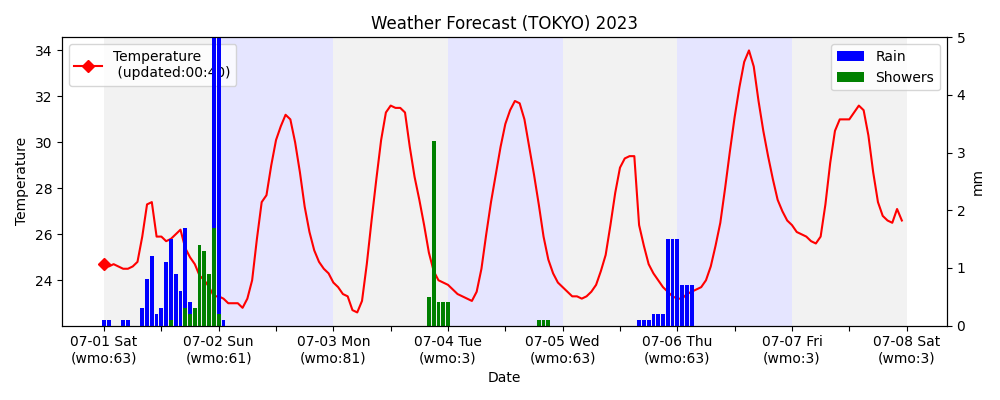 Weather Forecast (TOKYO) 2023
Temperature
(updated:00:40)
Rain
Showers
34
32
30
28
26
24
Temperature
5
4
3
2
1
0
mm
07-01 Sat
(wmo:63)
07-02 Sun
(wmo:61)
07-03 Mon
(wmo:81)
07-04 Tue
(wmo:3)
07-05 Wed
(wmo:63)
07-06 Thu
(wmo:63)
07-07 Fri
(wmo:3)
07-08 Sat
(wmo:3)
Date